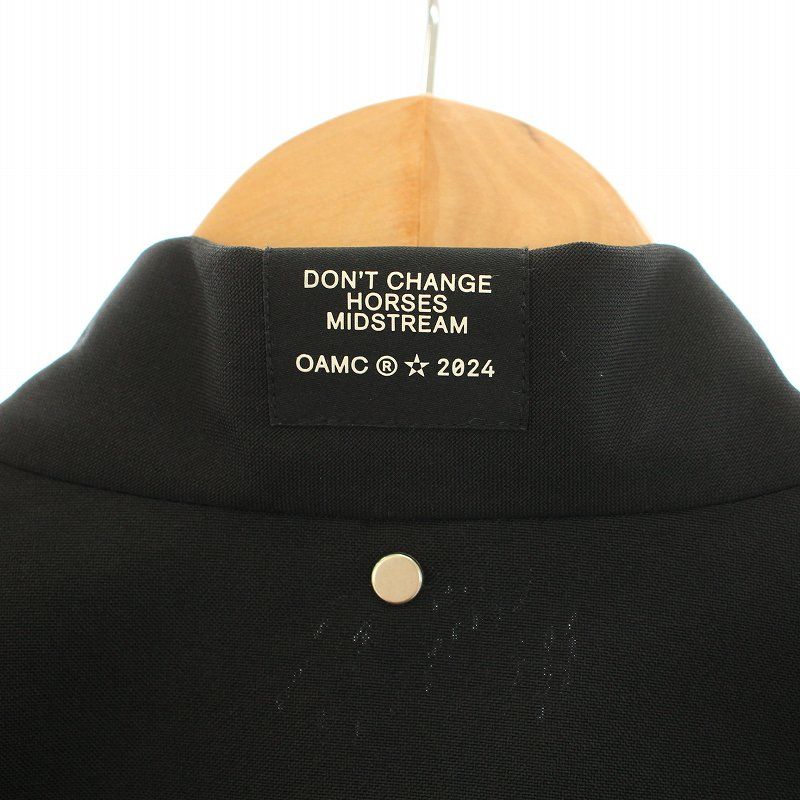 DON'T CHANGE
HORSES
MIDSTREAM
OAMC ® ☆ 2024